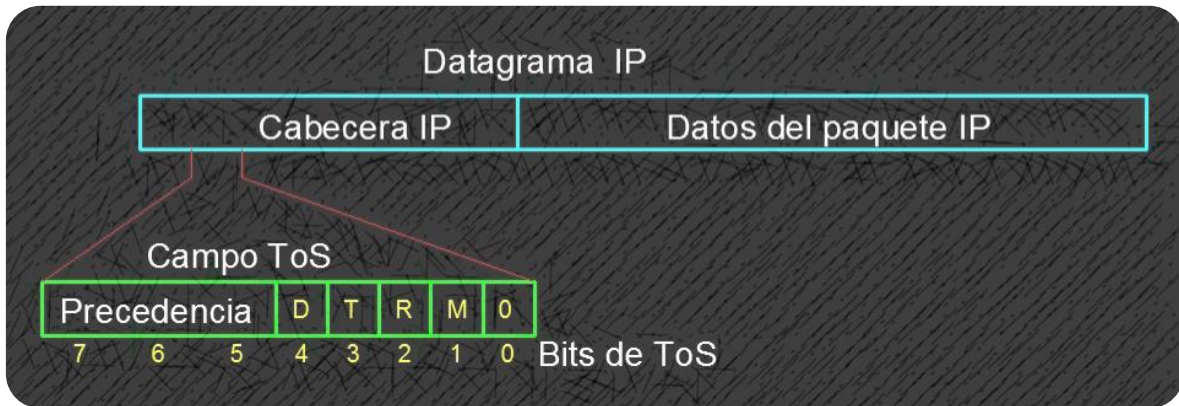 Datagrama IP
Cabecera IP Datos del paquete IP
Campo ToS
Precedencia D T R M 0
7 6 5 4 3 2 1 0 Bits de ToS